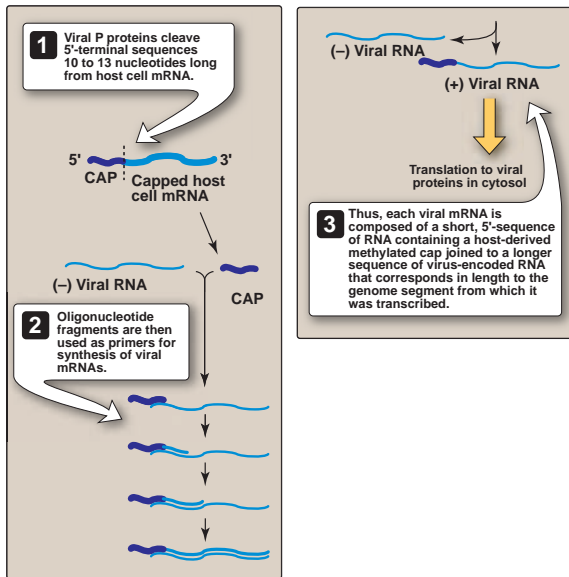 1 Viral P proteins cleave
5'-terminal sequences
10 to 13 nucleotides long
from host cell mRNA.
5' 3'
CAP Capped host
cell mRNA
(–) Viral RNA
CAP
2 Oligonucleotide
fragments are then
used as primers for
synthesis of viral
mRNAs.
(–) Viral RNA
(+) Viral RNA
Translation to viral
proteins in cytosol
3 Thus, each viral mRNA is
composed of a short, 5'-sequence
of RNA containing a host-derived
methylated cap joined to a longer
sequence of virus-encoded RNA
that corresponds in length to the
genome segment from which it
was transcribed.